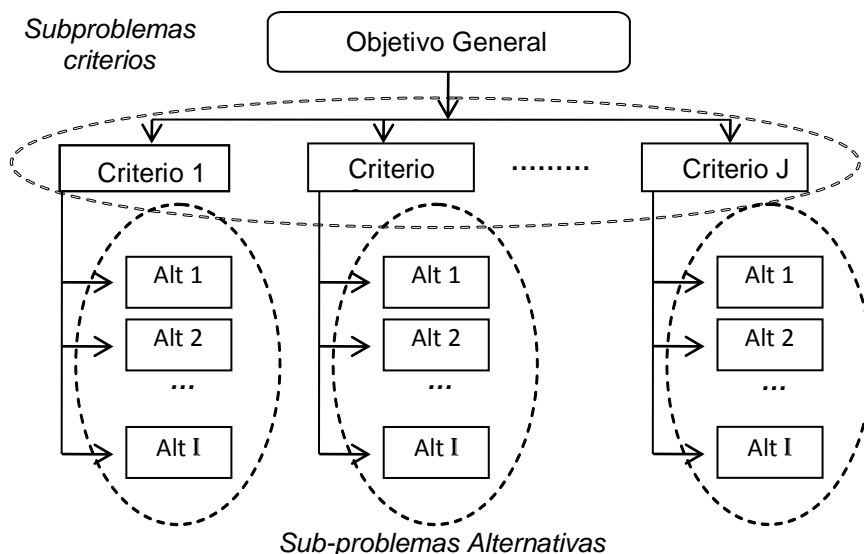 Subproblemas
criterios
Objetivo General
Criterio 1
Criterio
.........
Criterio J
Alt 1
Alt 1
Alt 1
Alt 2
Alt 2
Alt 2
...
...
...
Alt I
Alt I
Alt I
Sub-problemas Alternativas